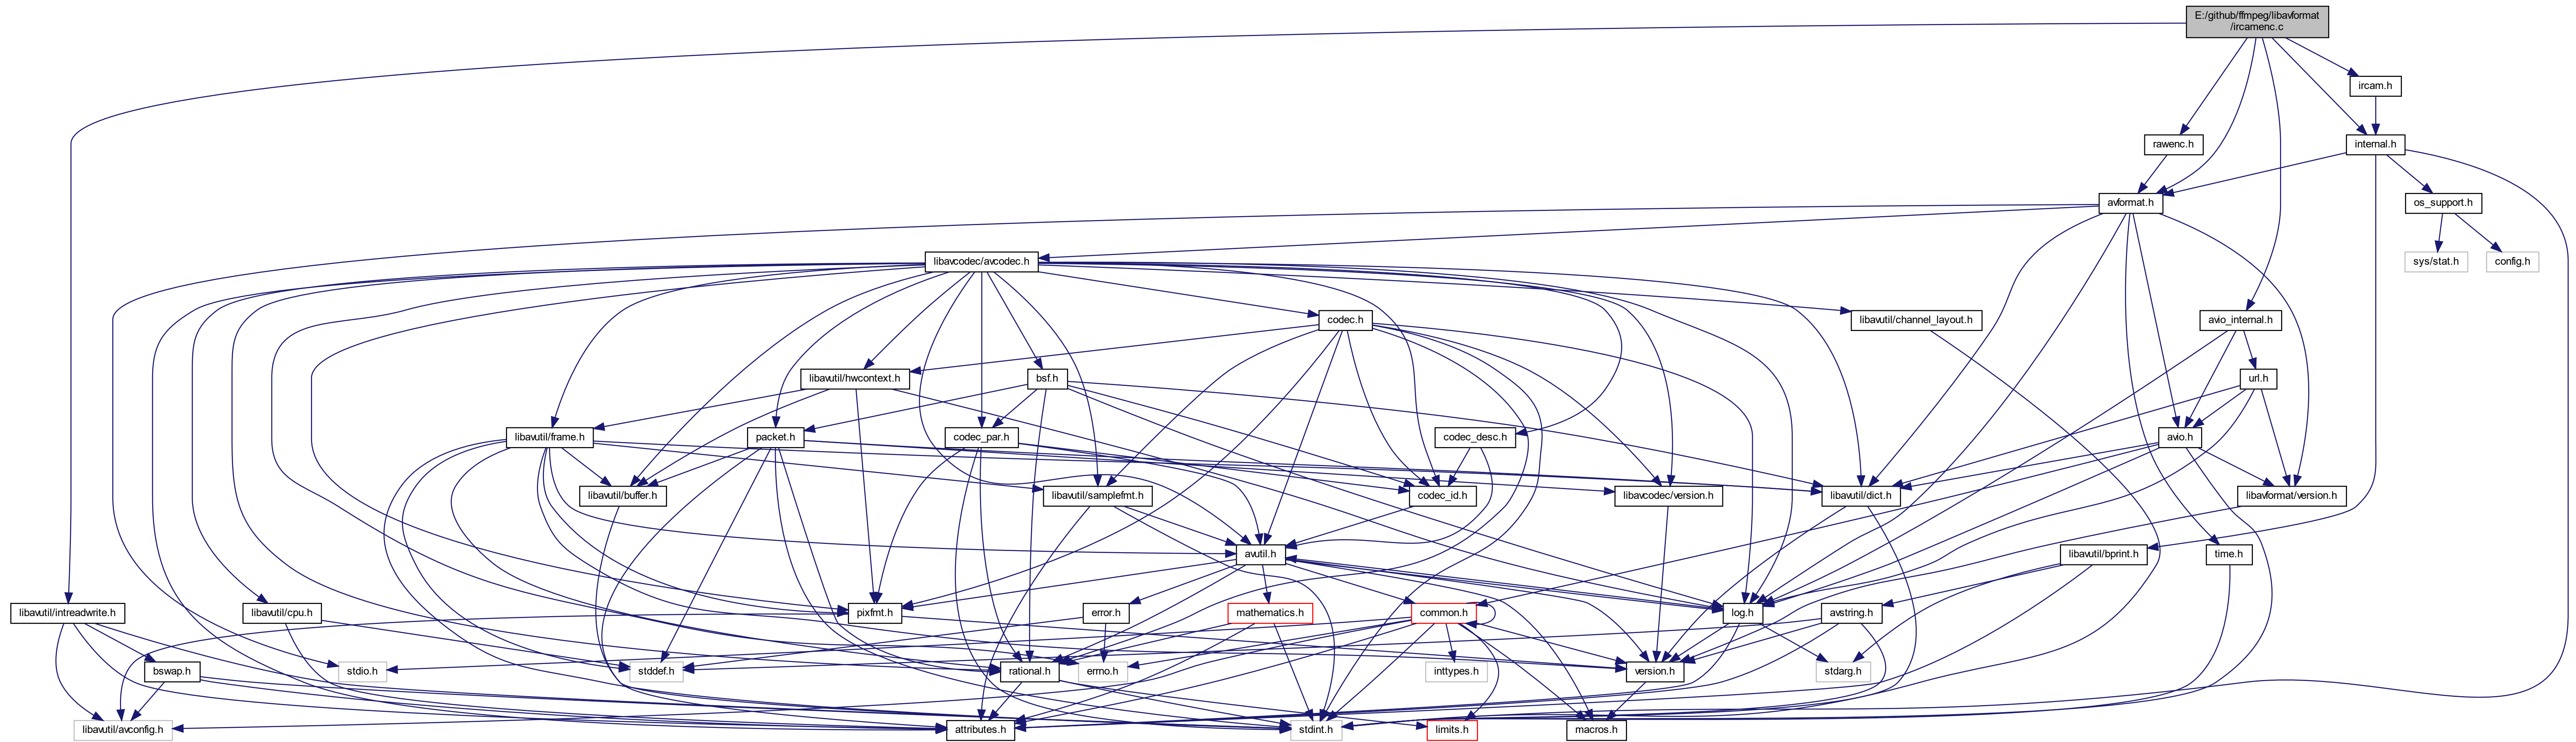 E:/github/ffmpeg/libavformat
/ircamenc.c
ircam.h
rawenc.h
internal.h
avformat.h
os_support.h
libavcodec/avcodec.h
sys/stat.h
config.h
codec.h
libavutil/channel_layout.h
avio_internal.h
libavutil/hwcontext.h
bsf.h
url.h
libavutil/frame.h
packet.h
codec_par.h
codec_desc.h
avio.h
libavutil/buffer.h
libavutil/samplefmt.h
codec_id.h
libavcodec/version.h
libavutil/dict.h
libavformat/version.h
avutil.h
libavutil/bprint.h
time.h
libavutil/intreadwrite.h
libavutil/cpu.h
pixfmt.h
error.h
mathematics.h
common.h
log.h
avstring.h
bswap.h
stdio.h
stddef.h
rational.h
errno.h
inttypes.h
version.h
stdarg.h
libavutil/avconfig.h
attributes.h
stdint.h
limits.h
macros.h